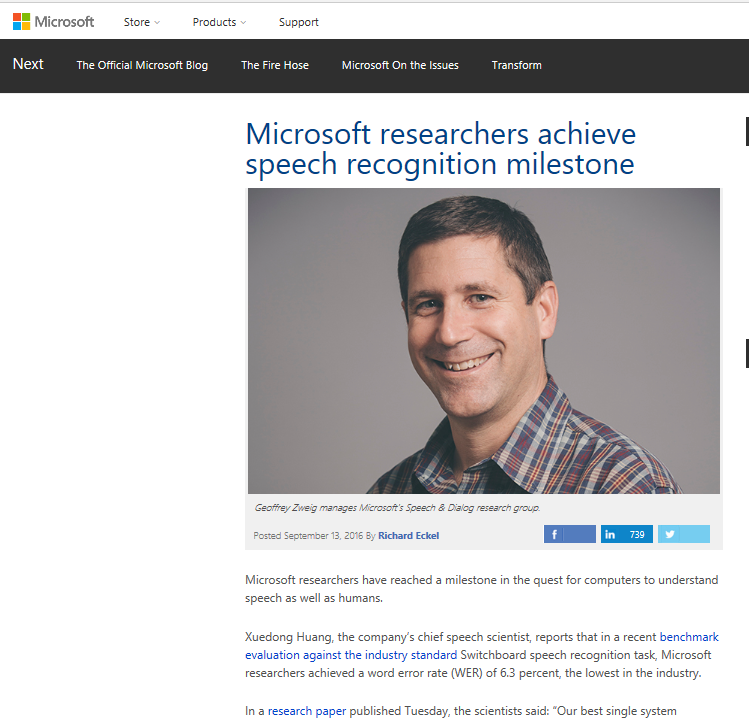 Microsoft Store Products Support
Next The Official Microsoft Blog The Fire Hose Microsoft On the Issues Transform
Microsoft researchers achieve
speech recognition milestone
Geoffrey Zweig manages Microsoft's Speech & Dialog research group.
Posted September 13, 2016 By Richard Eckel f in 739
Microsoft researchers have reached a milestone in the quest for computers to understand
speech as well as humans.
Xuedong Huang, the company's chief speech scientist, reports that in a recent benchmark
evaluation against the industry standard Switchboard speech recognition task, Microsoft
researchers achieved a word error rate (WER) of 6.3 percent, the lowest in the industry.
In a research paper published Tuesday, the scientists said: “Our best single system